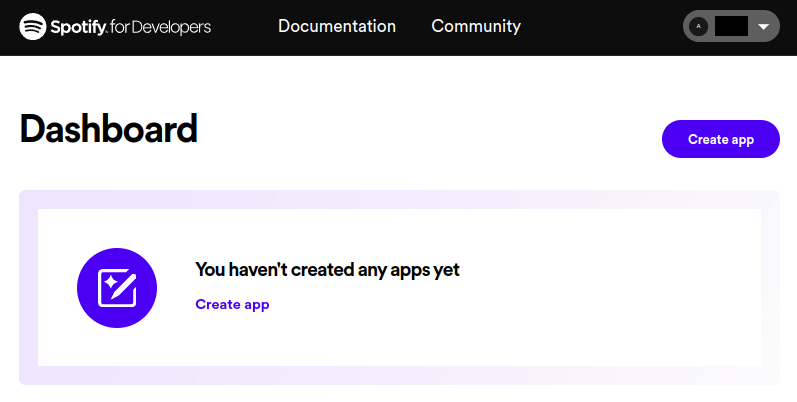 Spotify for Developers Documentation Community A
Dashboard
Create app
You haven't created any apps yet
Create app